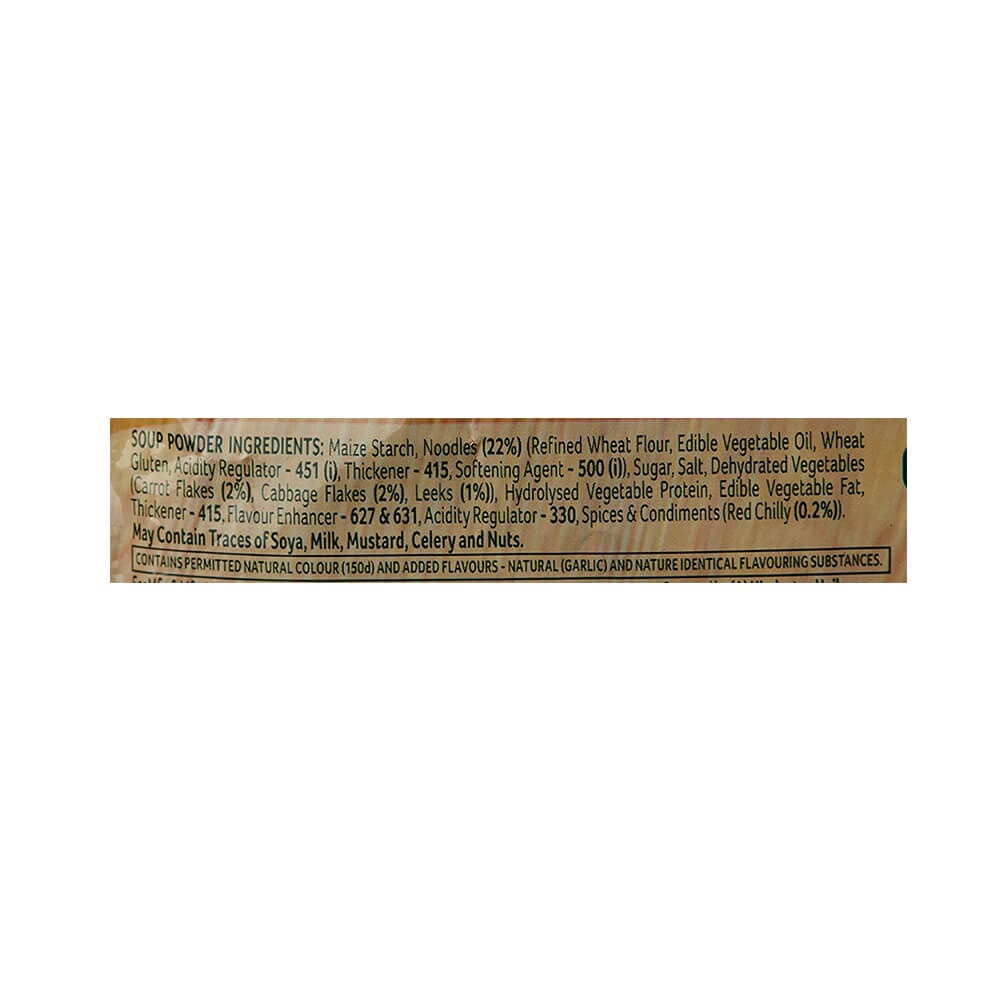 SOUP POWDER INGREDIENTS: Maize Starch, Noodles (22%) (Refined Wheat Flour, Edible Vegetable Oil, Wheat
Gluten, Acidity Regulator - 451 (i), Thickener - 415, Softening Agent - 500 (i)), Sugar, Salt, Dehydrated Vegetables
(Carrot Flakes (2%), Cabbage Flakes (2%), Leeks (1%)), Hydrolysed Vegetable Protein, Edible Vegetable Fat,
Thickener - 415, Flavour Enhancer - 627 & 631, Acidity Regulator - 330, Spices & Condiments (Red Chilly (0.2%)).
May Contain Traces of Soya, Milk, Mustard, Celery and Nuts.
CONTAINS PERMITTED NATURAL COLOUR (150d) AND ADDED FLAVOURS - NATURAL (GARLIC) AND NATURE IDENTICAL FLAVOURING SUBSTANCES.